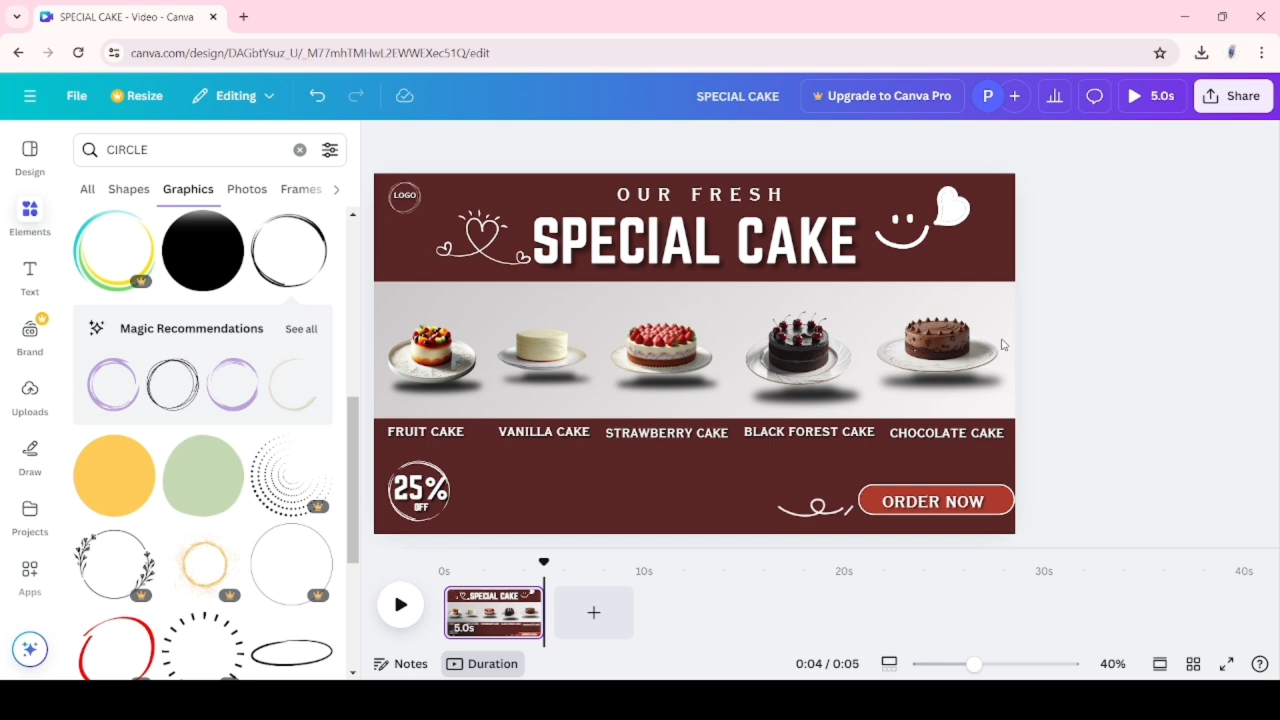 SPECIAL CAKE - Video - Canva
canva.com/design/DAGbtYsuz_U/_M77mhTMHwL2EWWEXec51Q/edit
File Resize Editing SPECIAL CAKE Upgrade to Canva Pro P + 5.0s Share
Design
Elements
Text
Brand
Uploads
Draw
Projects
Apps
CIRCLE
All Shapes Graphics Photos Frames
Magic Recommendations See all
LOGO
OUR FRESH
SPECIAL CAKE
FRUIT CAKE VANILLA CAKE STRAWBERRY CAKE BLACK FOREST CAKE CHOCOLATE CAKE
25%
OFF
ORDER NOW
0s 10s 20s 30s 40s
SPECIAL CAKE
5.0s
Notes Duration 0:04 / 0:05 40%